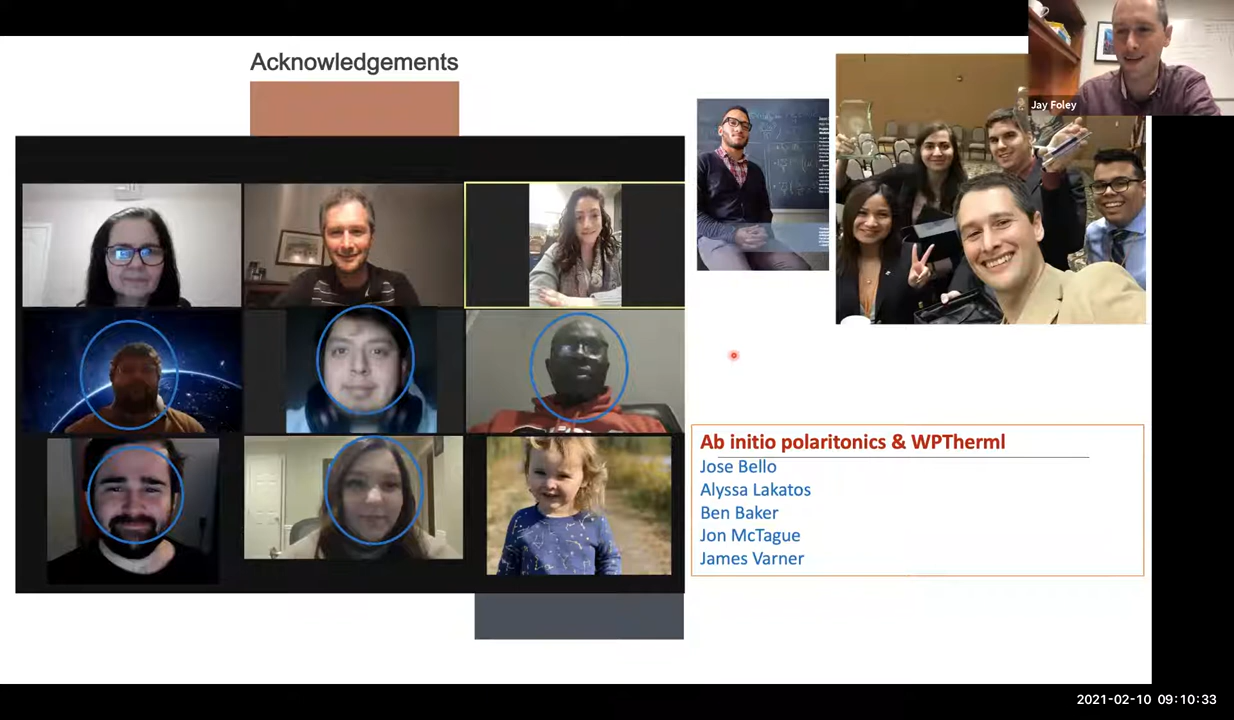 Acknowledgements
Jay Foley
Ab initio polaritonics & WPTherml
Jose Bello
Alyssa Lakatos
Ben Baker
Jon McTague
James Varner
2021-02-10 09:10:33